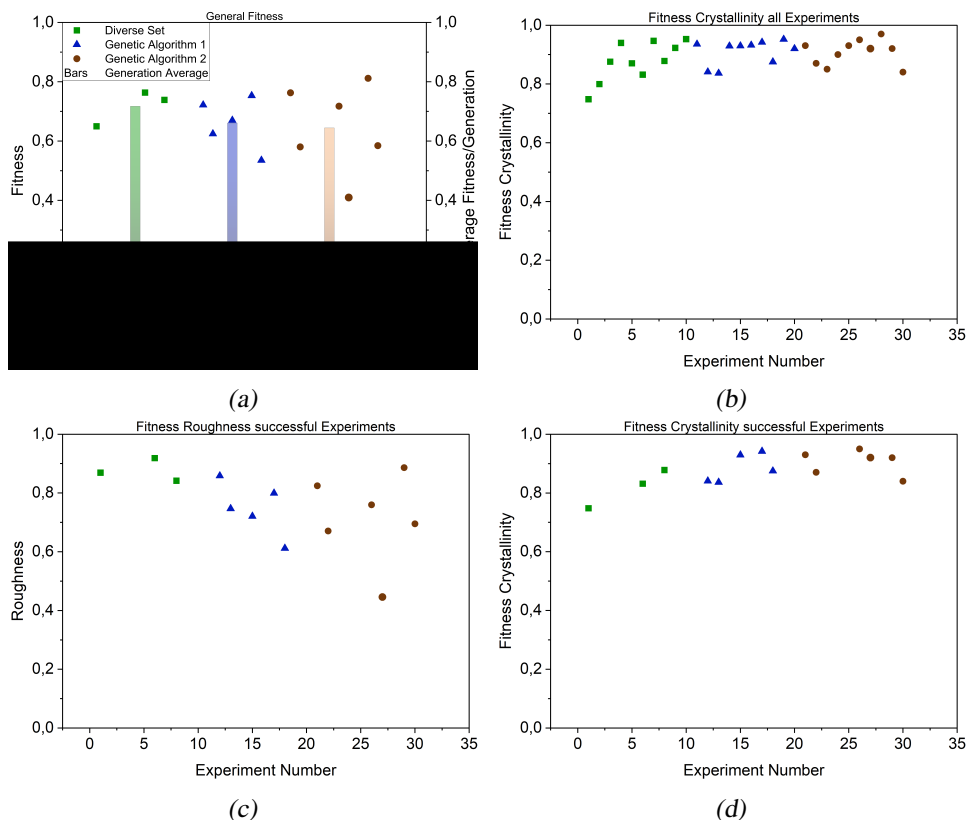 General Fitness
1,0
0,8
0,6
0,4
Fitness
Diverse Set
Genetic Algorithm 1
Genetic Algorithm 2
Bars Generation Average
1,0
0,8
0,6
0,4
Fitness/Generation
(a)
Fitness Crystallinity all Experiments
1,0
0,8
0,6
0,4
0,2
0,0
Fitness Crystallinity
0 5 10 15 20 25 30 35
Experiment Number
(b)
Fitness Roughness successful Experiments
1,0
0,8
0,6
0,4
0,2
0,0
Roughness
0 5 10 15 20 25 30 35
Experiment Number
(c)
Fitness Crystallinity successful Experiments
1,0
0,8
0,6
0,4
0,2
0,0
Fitness Crystallinity
0 5 10 15 20 25 30 35
Experiment Number
(d)